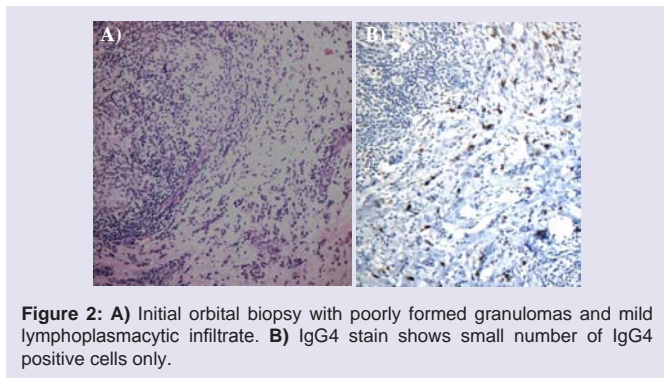 A)
B)
Figure 2: A) Initial orbital biopsy with poorly formed granulomas and mild
lymphoplasmacytic infiltrate. B) IgG4 stain shows small number of IgG4
positive cells only.